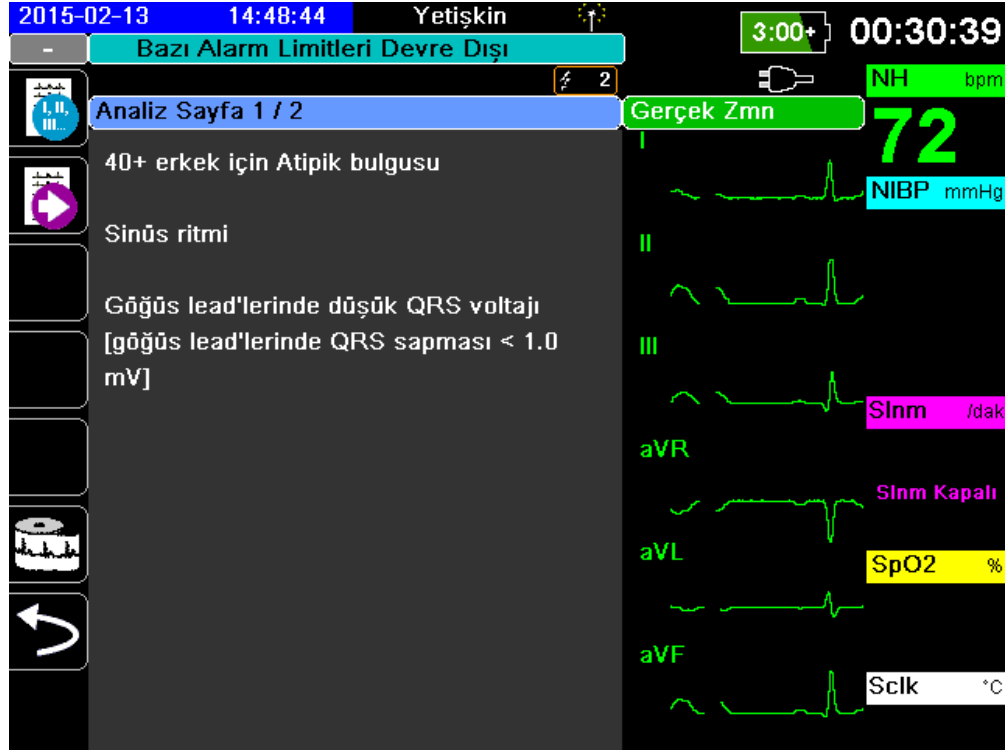 2015-02-13 14:48:44 Yetişkin
3:00+ 00:30:39
- Bazı Alarm Limitleri Devre Dışı
2
NH bpm
72
I, II, III...
Analiz Sayfa 1 / 2
Gerçek Zmn
40+ erkek için Atipik bulgusu
Sinüs ritmi
Göğüs lead'lerinde düşük QRS voltajı
[göğüs lead'lerinde QRS sapması < 1.0
mV]
I
II
III
aVR
aVL
aVF
NIBP mmHg
Slnm /dak
Slnm Kapalı
SpO2 %
Sclk °C